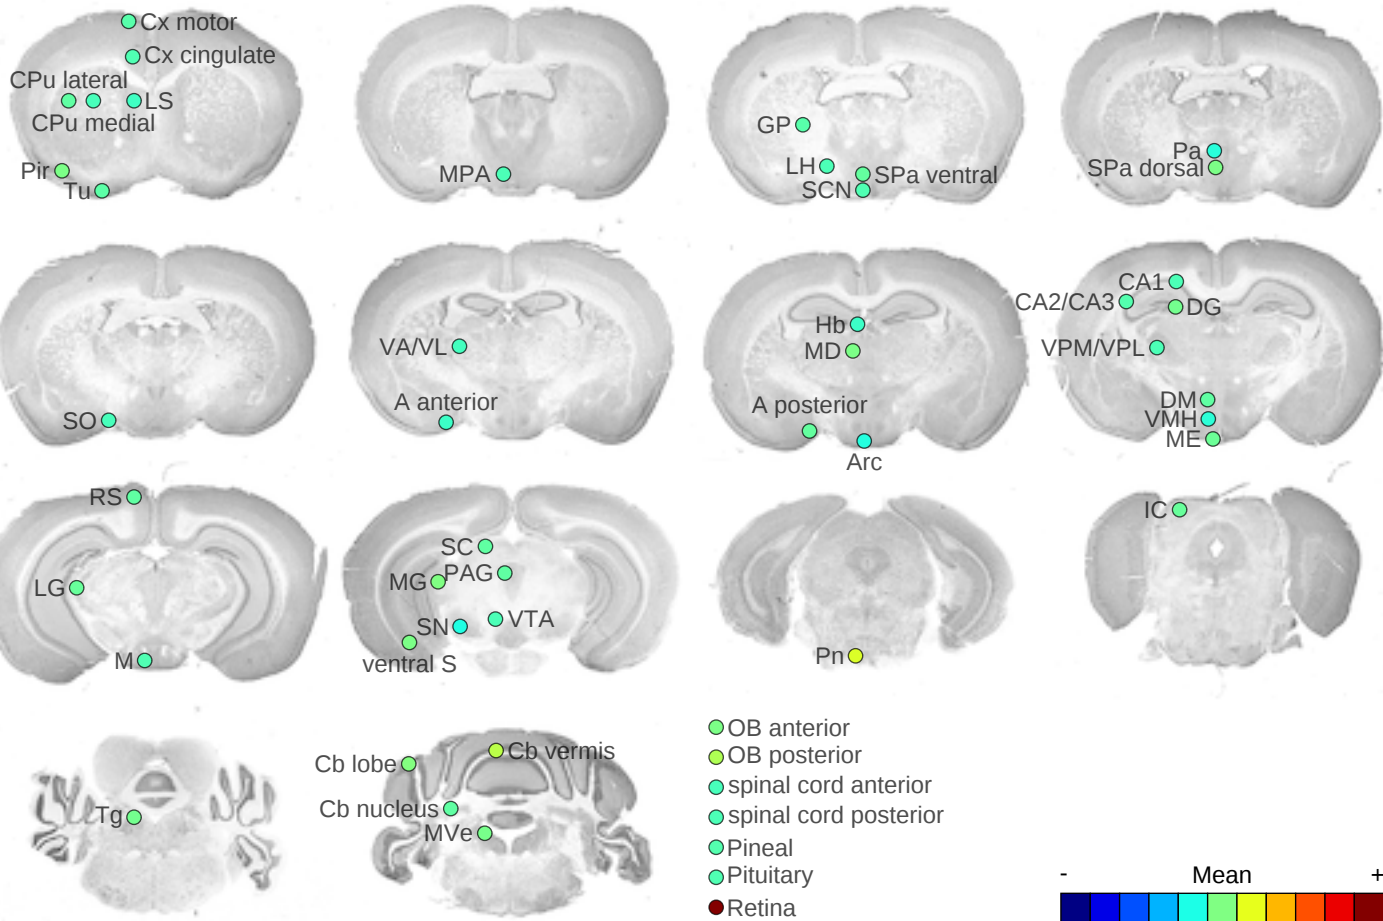 Cx motor
Cx cingulate
CPu lateral
LS
CPu medial
Pir
Tu
MPA
GP
LH
SPa ventral
SCN
Pa
SPa dorsal
SO
VA/VL
A anterior
Hb
MD
A posterior
Arc
CA1
CA2/CA3
DG
VPM/VPL
DM
VMH
ME
RS
LG
M
SC
PAG
MG
SN
VTA
ventral S
Pn
IC
Tg
Cb lobe
Cb vermis
Cb nucleus
MVe
OB anterior
OB posterior
spinal cord anterior
spinal cord posterior
Pineal
Pituitary
Retina
- Mean +